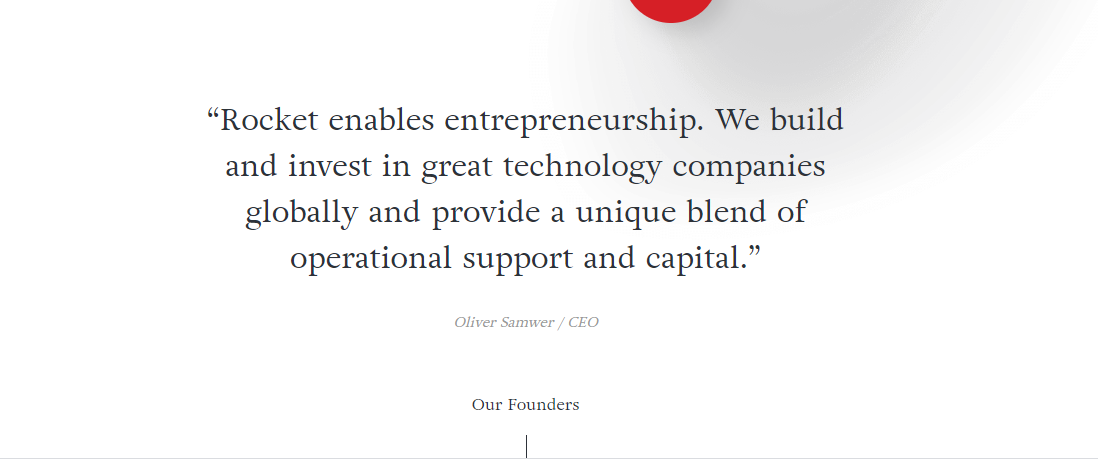 “Rocket enables entrepreneurship. We build
and invest in great technology companies
globally and provide a unique blend of
operational support and capital.”
Oliver Samwer / CEO
Our Founders